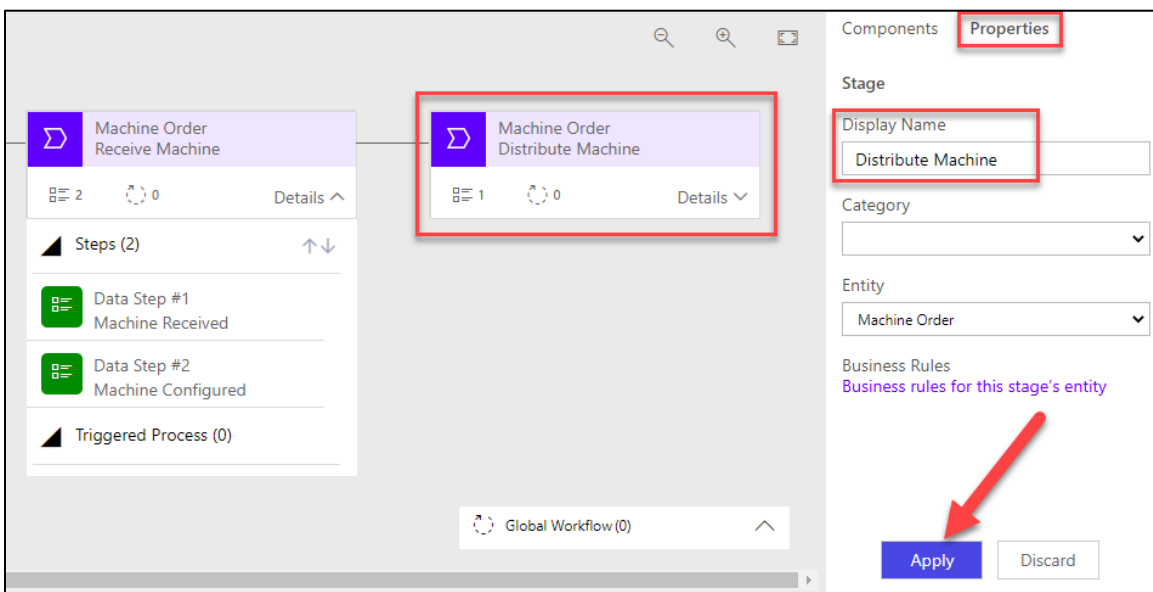 Components
Properties
Stage
Display Name
Distribute Machine
Category
Entity
Machine Order
Business Rules
Business rules for this stage's entity
Apply
Discard
Machine Order
Receive Machine
2
0
Details
Steps (2)
Data Step #1
Machine Received
Data Step #2
Machine Configured
Triggered Process (0)
Machine Order
Distribute Machine
1
0
Details
Global Workflow (0)